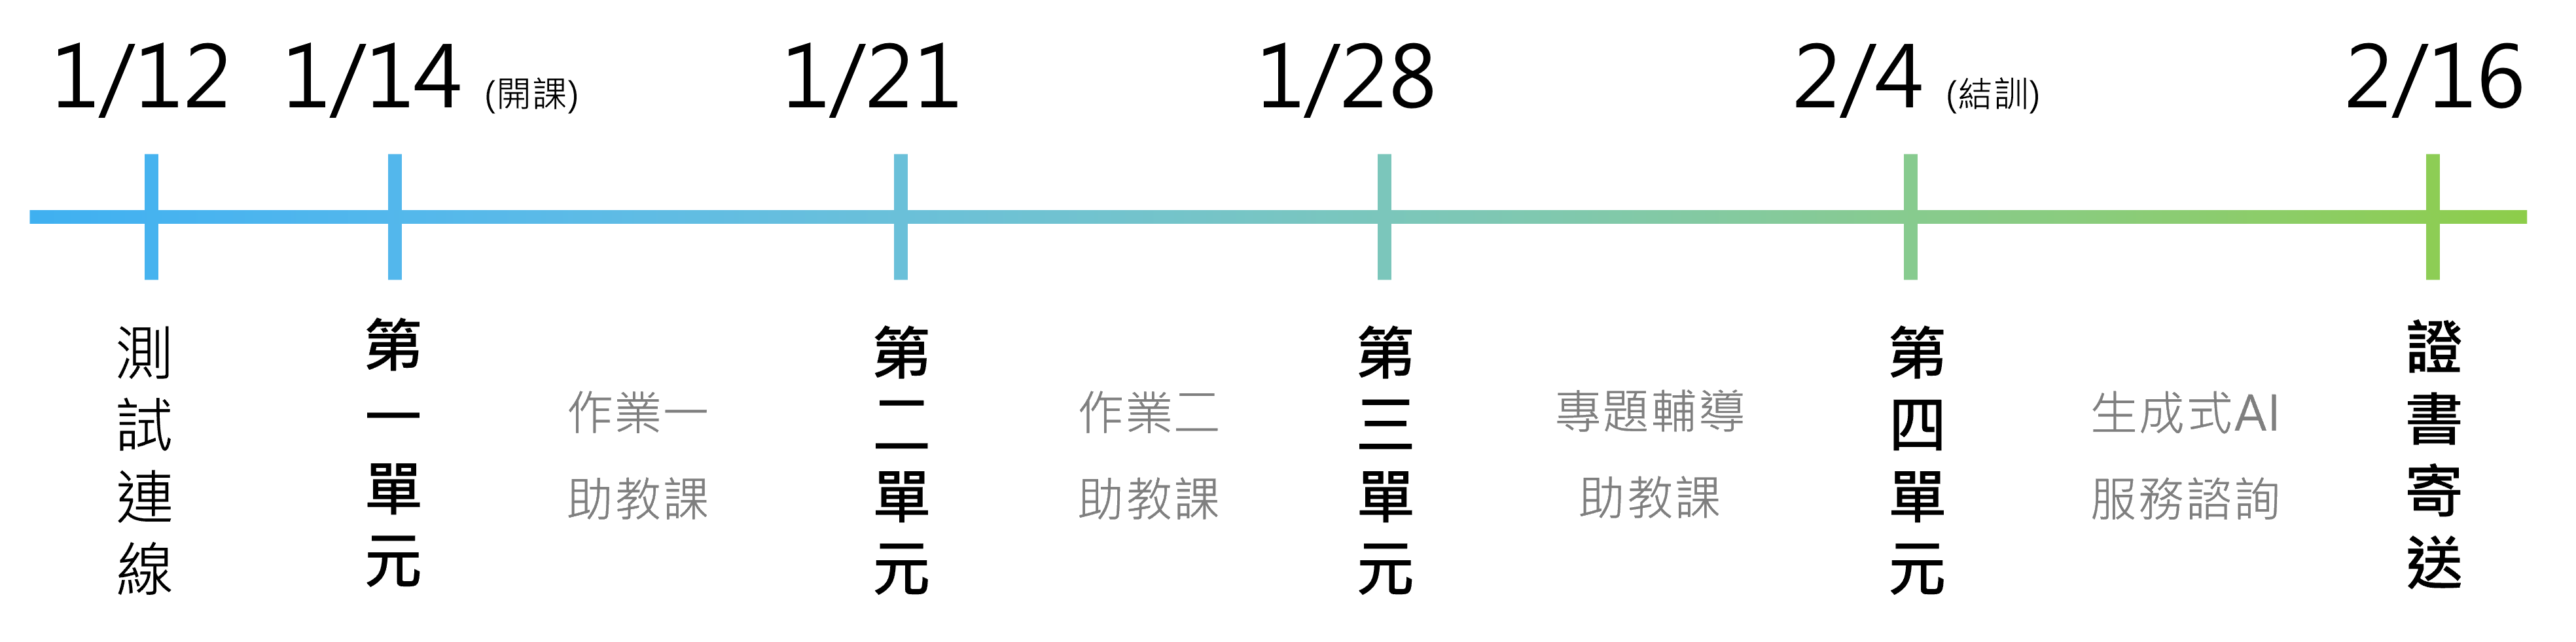 1/12
1/14 (開課)
1/21
1/28
2/4 (結訓)
2/16
測試連線
第一單元
作業一
助教課
第二單元
作業二
助教課
第三單元
專題輔導
助教課
第四單元
生成式AI
服務諮詢
證書寄送